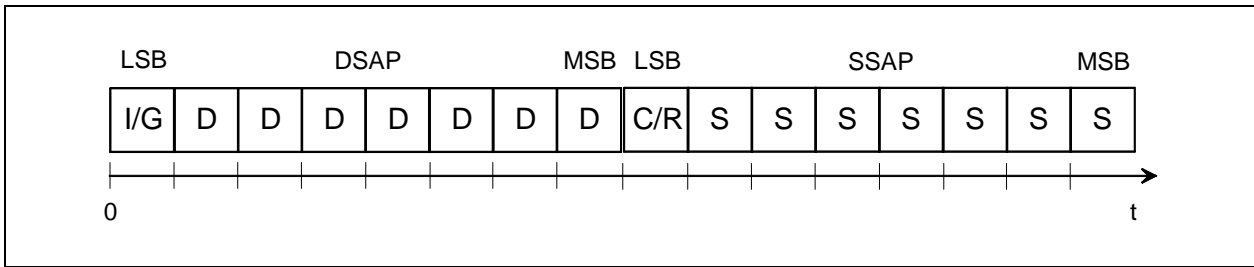 LSB DSAP MSB LSB SSAP MSB
I/G D D D D D D D C/R S S S S S S S
0 t